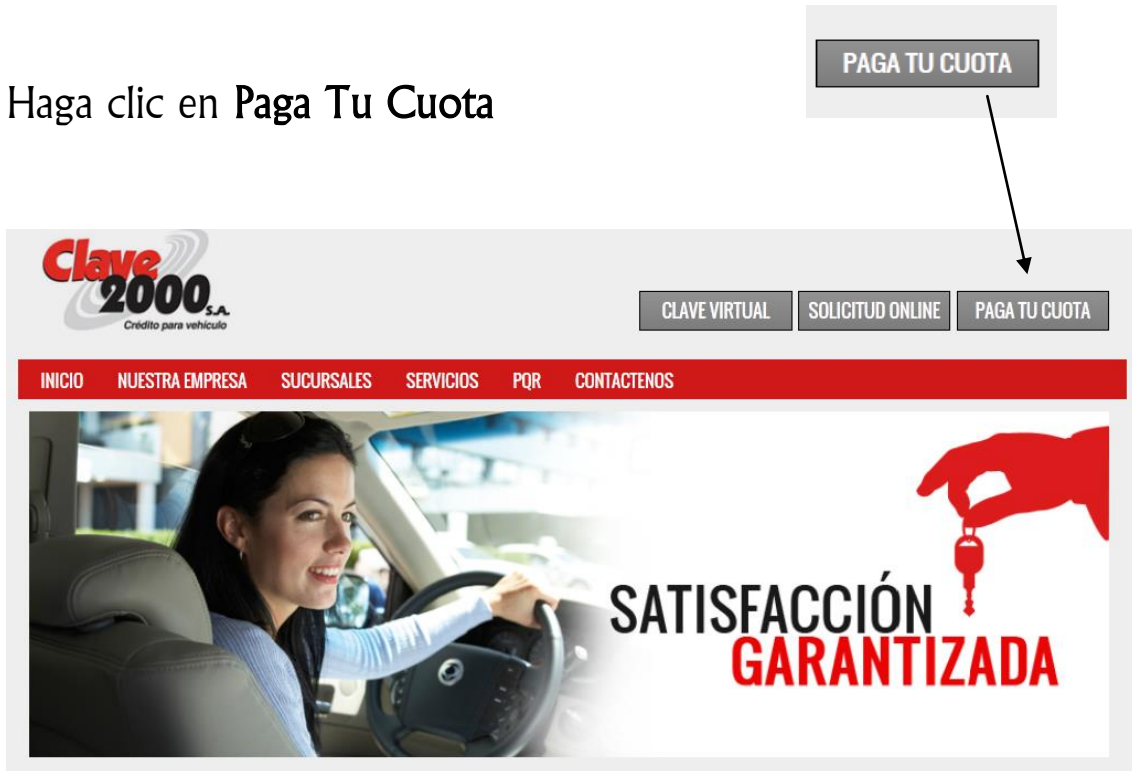 PAGA TU CUOTA
Haga clic en Paga Tu Cuota
Clave
2000 S.A.
Crédito para vehículo
CLAVE VIRTUAL SOLICITUD ONLINE PAGA TU CUOTA
INICIO NUESTRA EMPRESA SUCURSALES SERVICIOS PQR CONTACTENOS
SATISFACCIÓN
GARANTIZADA